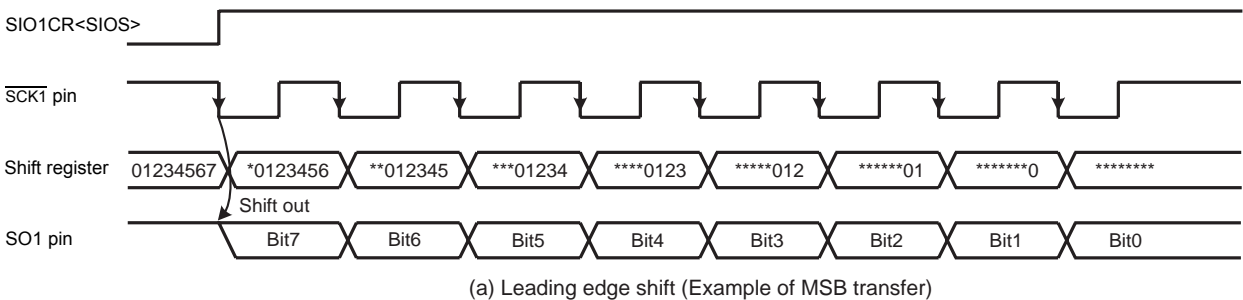 SIO1CR<SIOS>
SCK1 pin
Shift register 01234567 *0123456 **012345 ***01234 ****0123 *****012 ******01 *******0 ********
Shift out
SO1 pin Bit7 Bit6 Bit5 Bit4 Bit3 Bit2 Bit1 Bit0
(a) Leading edge shift (Example of MSB transfer)